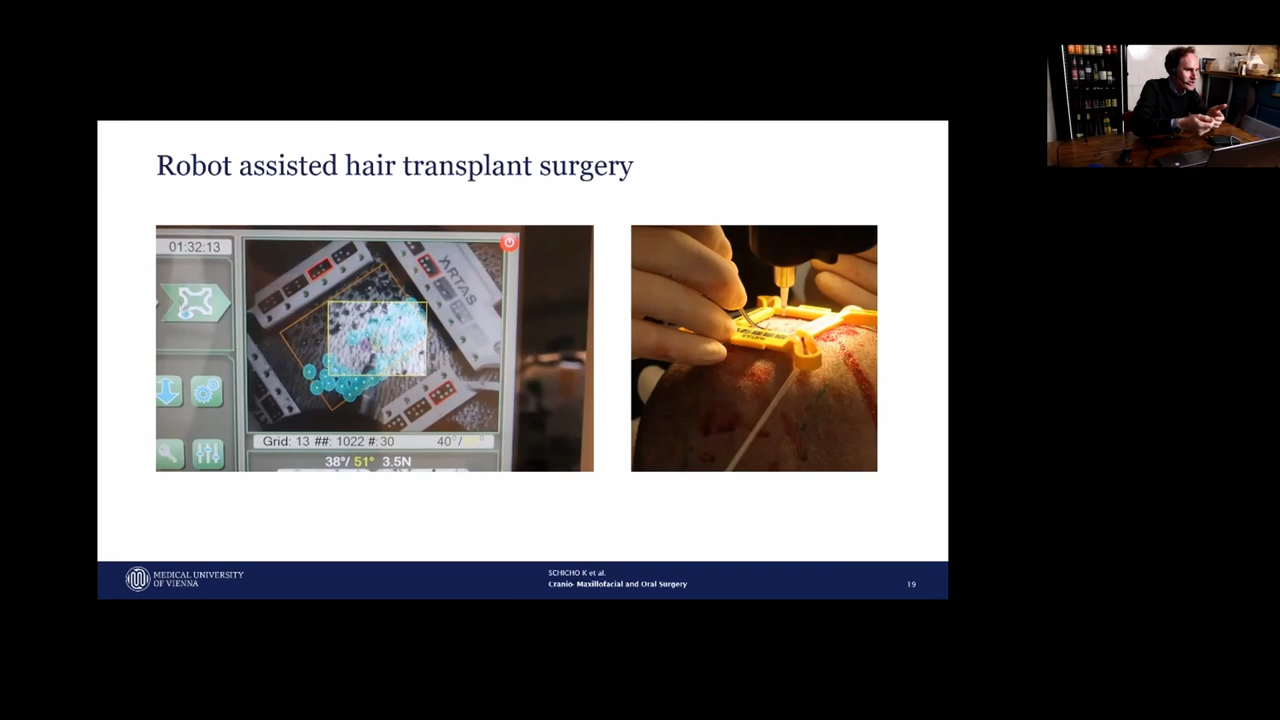 Robot assisted hair transplant surgery
01:32:13
ARTAS
Grid: 13 ##: 1022 #:30
40°/
38°/ 51° 3.5N
MEDICAL UNIVERSITY
OF VIENNA
SCHICHO K et al.
Cranio- Maxillofacial and Oral Surgery
19